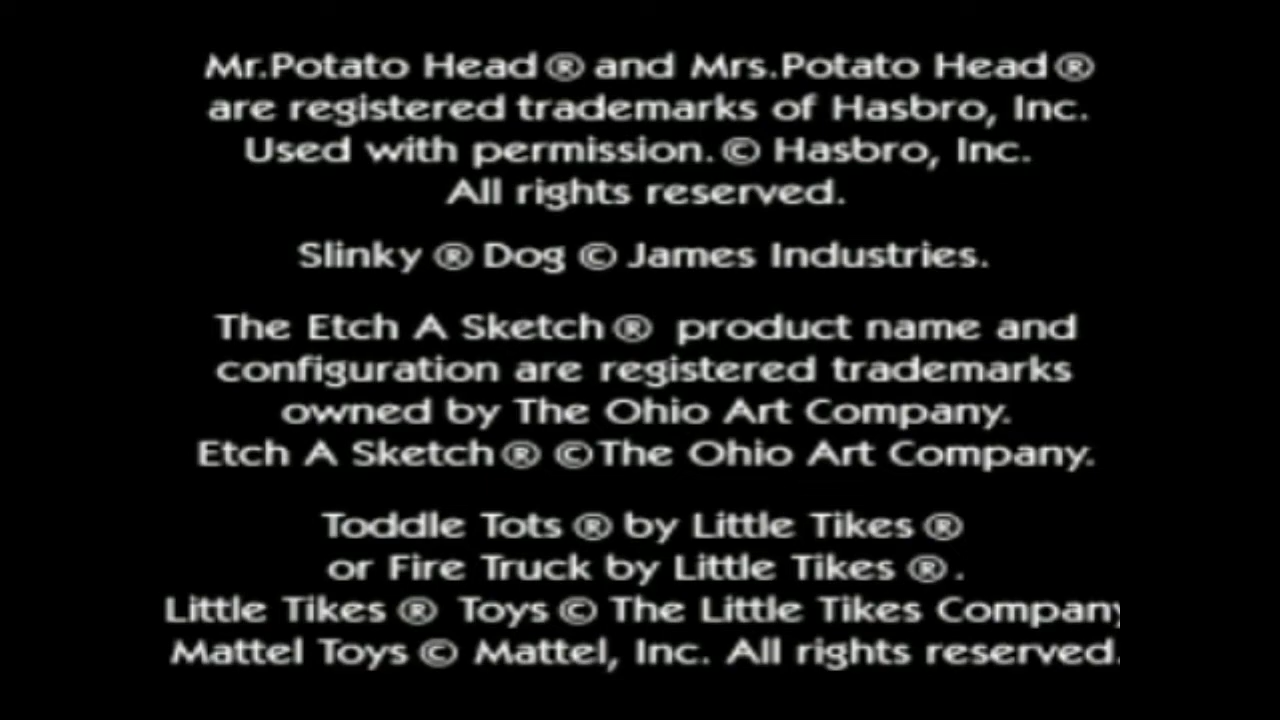 Mr.Potato Head® and Mrs.Potato Head®
are registered trademarks of Hasbro, Inc.
Used with permission. © Hasbro, Inc.
All rights reserved.
Slinky ® Dog © James Industries.
The Etch A Sketch® product name and
configuration are registered trademarks
owned by The Ohio Art Company.
Etch A Sketch® ©The Ohio Art Company.
Toddle Tots ® by Little Tikes ®
or Fire Truck by Little Tikes ®.
Little Tikes ® Toys © The Little Tikes Company
Mattel Toys © Mattel, Inc. All rights reserved.